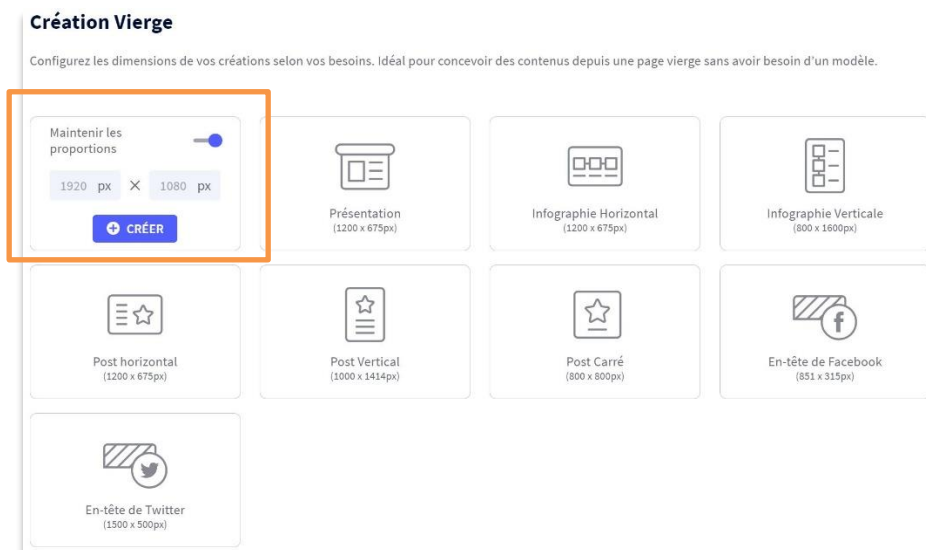 Création Vierge
Configurez les dimensions de vos créations selon vos besoins. Idéal pour concevoir des contenus depuis une page vierge sans avoir besoin d'un modèle.
Maintenir les
proportions
1920 px × 1080 px
CRÉER
Présentation
(1200 x 675px)
Infographie Horizontal
(1200 x 675px)
Infographie Verticale
(800 x 1600px)
Post horizontal
(1200 x 675px)
Post Vertical
(1000 x 1414px)
Post Carré
(800 x 800px)
En-tête de Facebook
(851 x 315px)
En-tête de Twitter
(1500 x 500px)